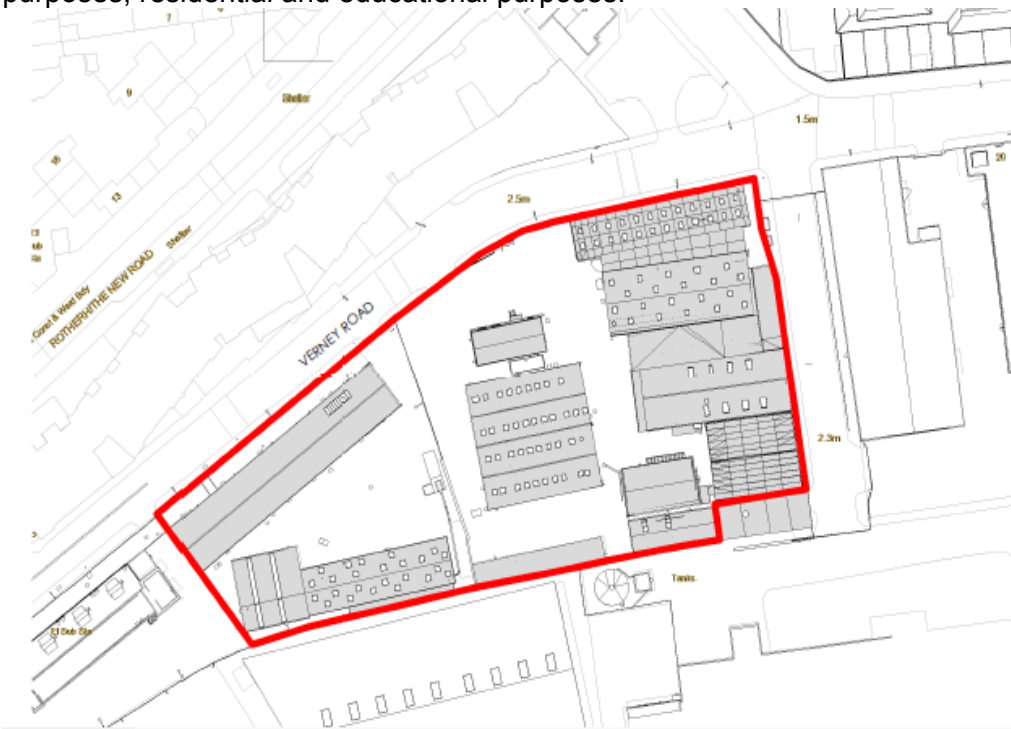 purposes, residential and educational purposes.
7
9
Shelter
1.5m
16
20
13
2.5m
Shelter
ROTHERHITHE NEW ROAD
VERNEY ROAD
2.3m
Tanks
El Sub Sta